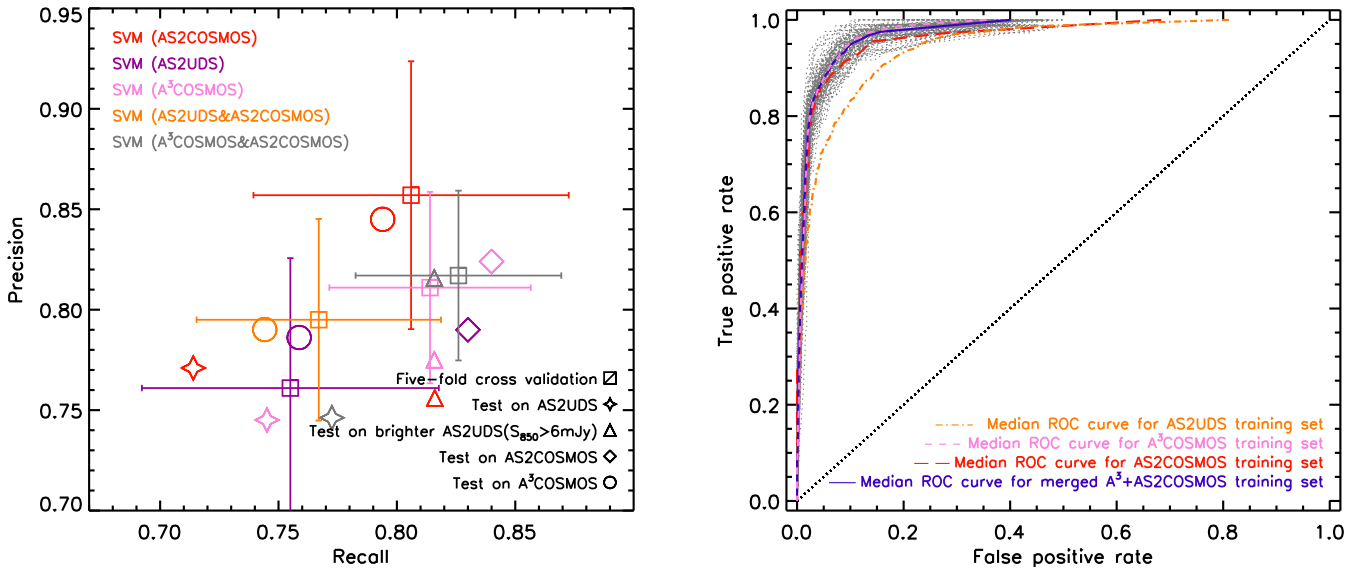 SVM (AS2COSMOS)
SVM (AS2UDS)
SVM (A³COSMOS)
SVM (AS2UDS&AS2COSMOS)
SVM (A³COSMOS&AS2COSMOS)
0.95
0.90
0.85
0.80
0.75
0.70
Precision
Five-fold cross validation
Test on AS2UDS
Test on brighter AS2UDS(S₈₅₀>6mJy)
Test on AS2COSMOS
Test on A³COSMOS
0.70 0.75 0.80 0.85
Recall
1.0
0.8
0.6
0.4
0.2
0.0
True positive rate
Median ROC curve for AS2UDS training set
Median ROC curve for A³COSMOS training set
Median ROC curve for AS2COSMOS training set
Median ROC curve for merged A³+AS2COSMOS training set
0.0 0.2 0.4 0.6 0.8 1.0
False positive rate